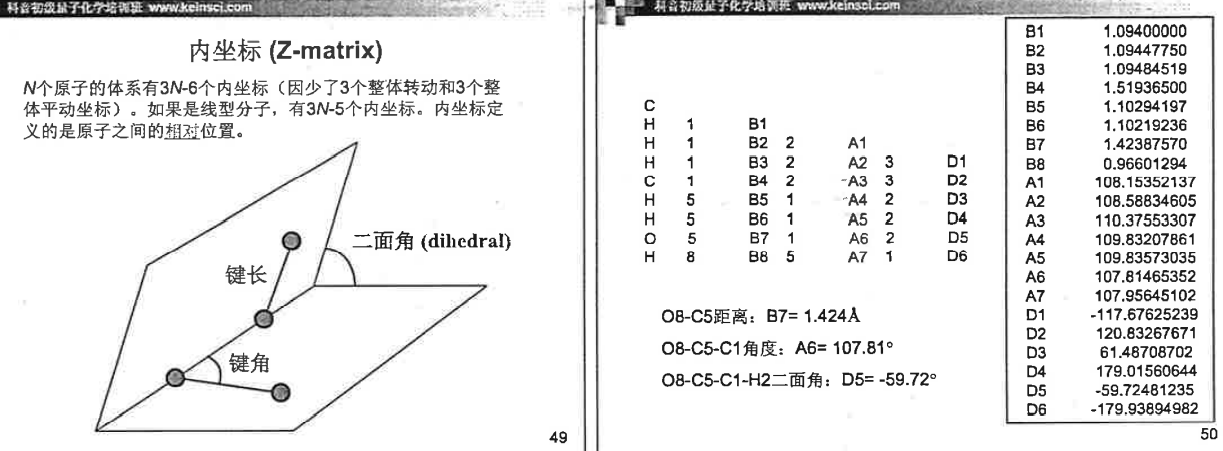 科音初级量子化学培训班 www.keinsci.com
内坐标 (Z-matrix)
N个原子的体系有3N-6个内坐标（因少了3个整体转动和3个整
体平动坐标）。如果是线型分子，有3N-5个内坐标。内坐标定
义的是原子之间的相对位置。
二面角 (dihedral)
键长
键角
49
科音初级量子化学培训班 www.keinsci.com
C
H 1 B1
H 1 B2 2 A1
H 1 B3 2 A2 3 D1
C 1 B4 2 A3 3 D2
H 5 B5 1 A4 2 D3
H 5 B6 1 A5 2 D4
O 5 B7 1 A6 2 D5
H 8 B8 5 A7 1 D6
O8-C5距离：B7= 1.424Å
O8-C5-C1角度：A6= 107.81°
O8-C5-C1-H2二面角：D5= -59.72°
B1 1.09400000
B2 1.09447750
B3 1.09484519
B4 1.51936500
B5 1.10294197
B6 1.10219236
B7 1.42387570
B8 0.96601294
A1 108.15352137
A2 108.58834605
A3 110.37553307
A4 109.83207861
A5 109.83573035
A6 107.81465352
A7 107.95645102
D1 -117.67625239
D2 120.83267671
D3 61.48708702
D4 179.01560644
D5 -59.72481235
D6 -179.93894982
50